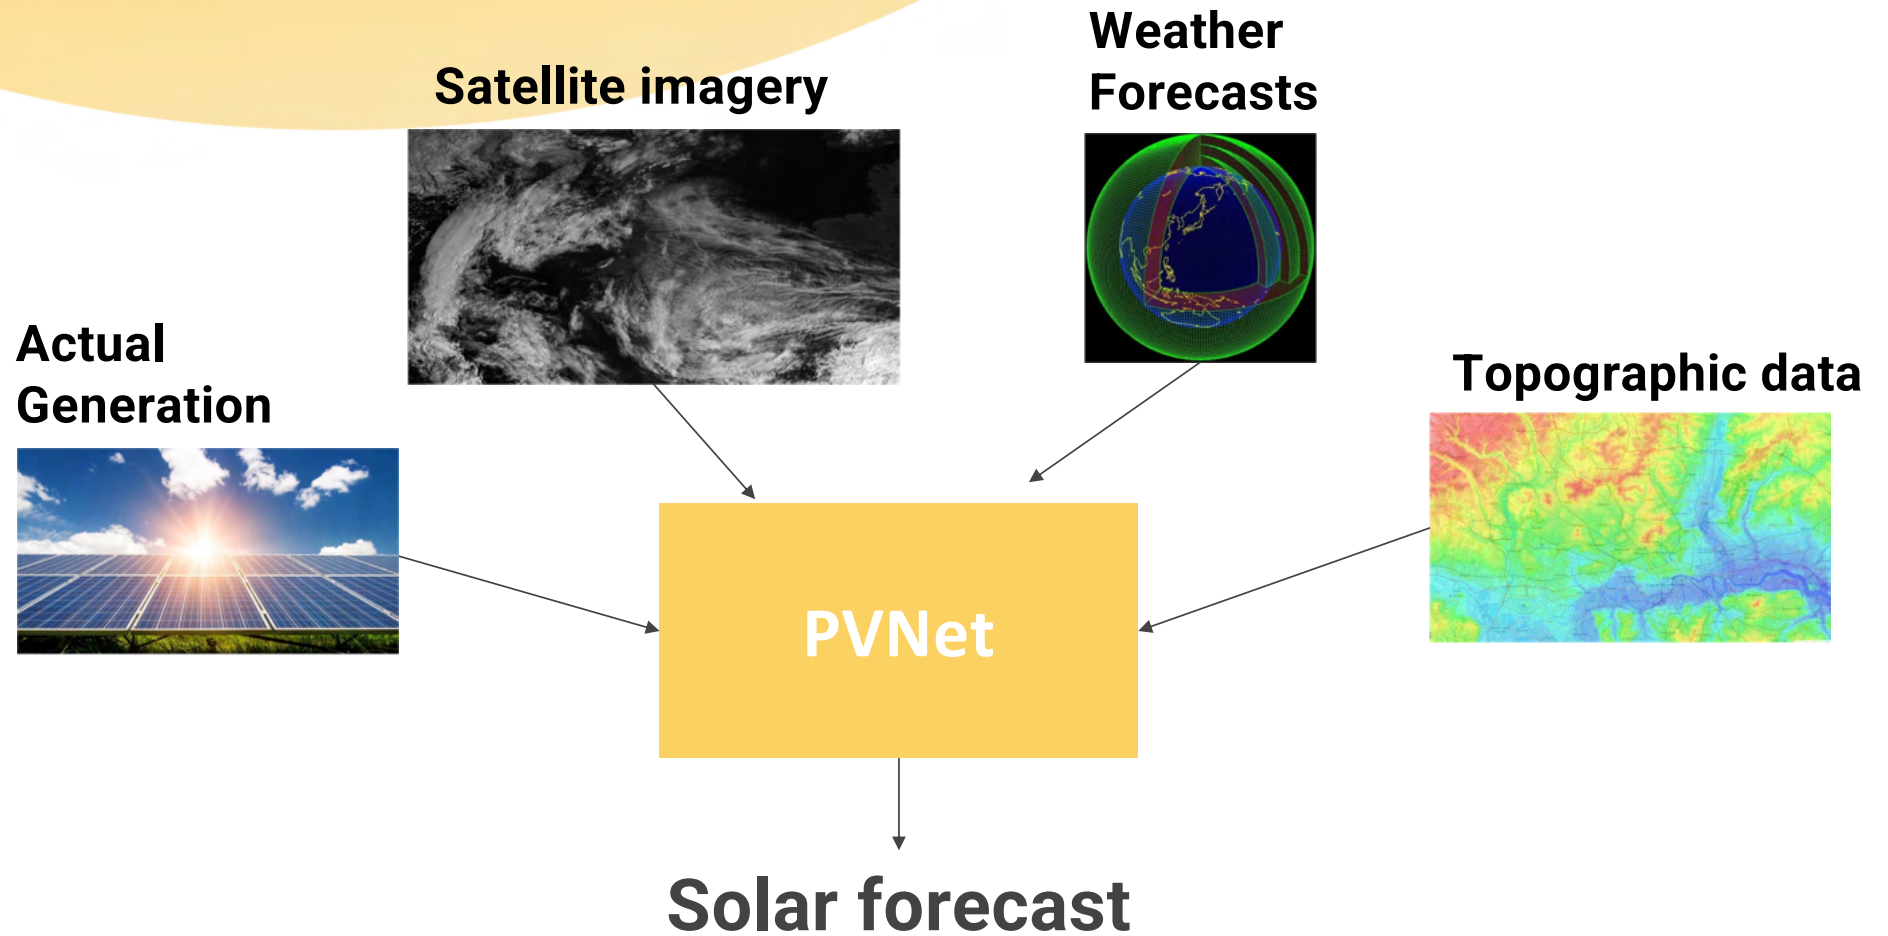 Weather
Forecasts
Satellite imagery
Actual
Generation
Topographic data
PVNet
Solar forecast